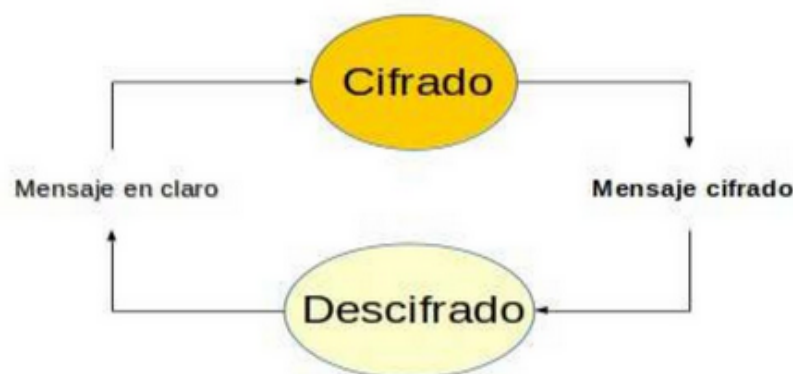 Cifrado
Mensaje en claro
Mensaje cifrado
Descifrado